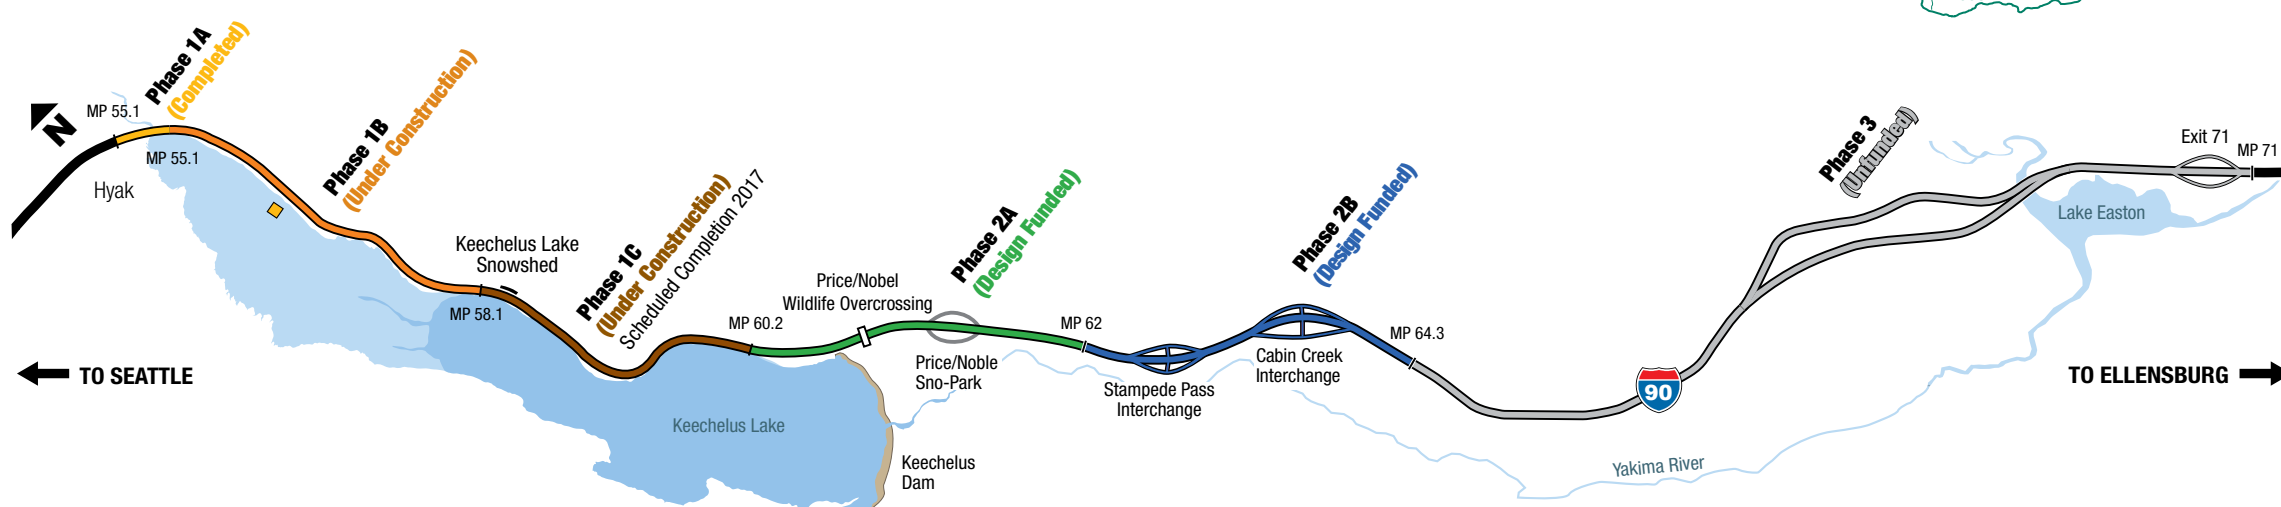 Phase 1A
(Completed)
MP 55.1
N
MP 55.1
Hyak
Phase 1B
(Under Construction)
Keechelus Lake
Snowshed
MP 58.1
Phase 1C
(Under Construction)
Scheduled Completion 2017
MP 60.2
Price/Nobel
Wildlife Overcrossing
Phase 2A
(Design Funded)
Price/Noble
Sno-Park
MP 62
Stampede Pass
Interchange
Phase 2B
(Design Funded)
Cabin Creek
Interchange
MP 64.3
90
Phase 3
(Unfunded)
Exit 71
MP 71
Lake Easton
TO SEATTLE
TO ELLENSBURG
Keechelus Lake
Keechelus
Dam
Yakima River